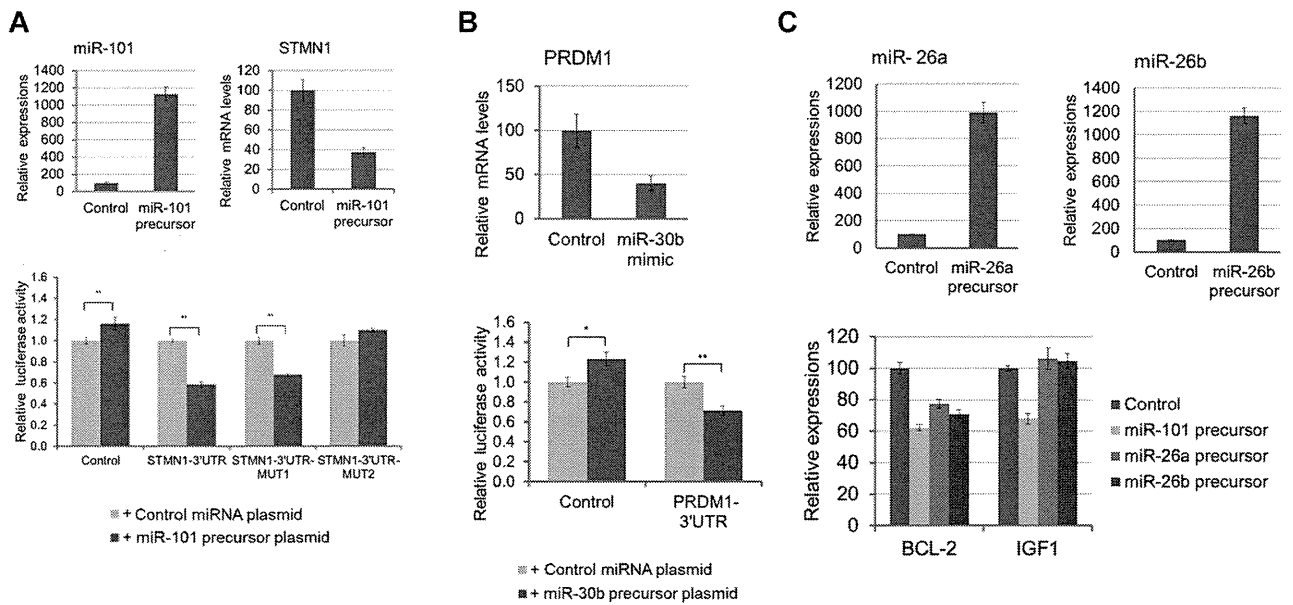 A
miR-101
Relative expressions
1400
1200
1000
800
600
400
200
0
Control
miR-101
precursor
STMN1
Relative mRNA levels
120
100
80
60
40
20
0
Control
miR-101
precursor
Relative luciferase activity
1.6
1.4
1.2
1.0
0.8
0.6
0.4
0.2
0.0
**
**
**
Control
STMN1-3'UTR
STMN1-3'UTR-
MUT1
STMN1-3'UTR-
MUT2
+ Control miRNA plasmid
+ miR-101 precursor plasmid
B
PRDM1
Relative mRNA levels
150
100
50
0
Control
miR-30b
mimic
Relative luciferase activity
1.6
1.4
1.2
1.0
0.8
0.6
0.4
0.2
0.0
*
**
Control
PRDM1-
3'UTR
+ Control miRNA plasmid
+ miR-30b precursor plasmid
C
miR- 26a
Relative expressions
1200
1000
800
600
400
200
0
Control
miR-26a
precursor
miR-26b
Relative expressions
1400
1200
1000
800
600
400
200
0
Control
miR-26b
precursor
Relative expressions
120
100
80
60
40
20
0
BCL-2
IGF1
Control
miR-101 precursor
miR-26a precursor
miR-26b precursor